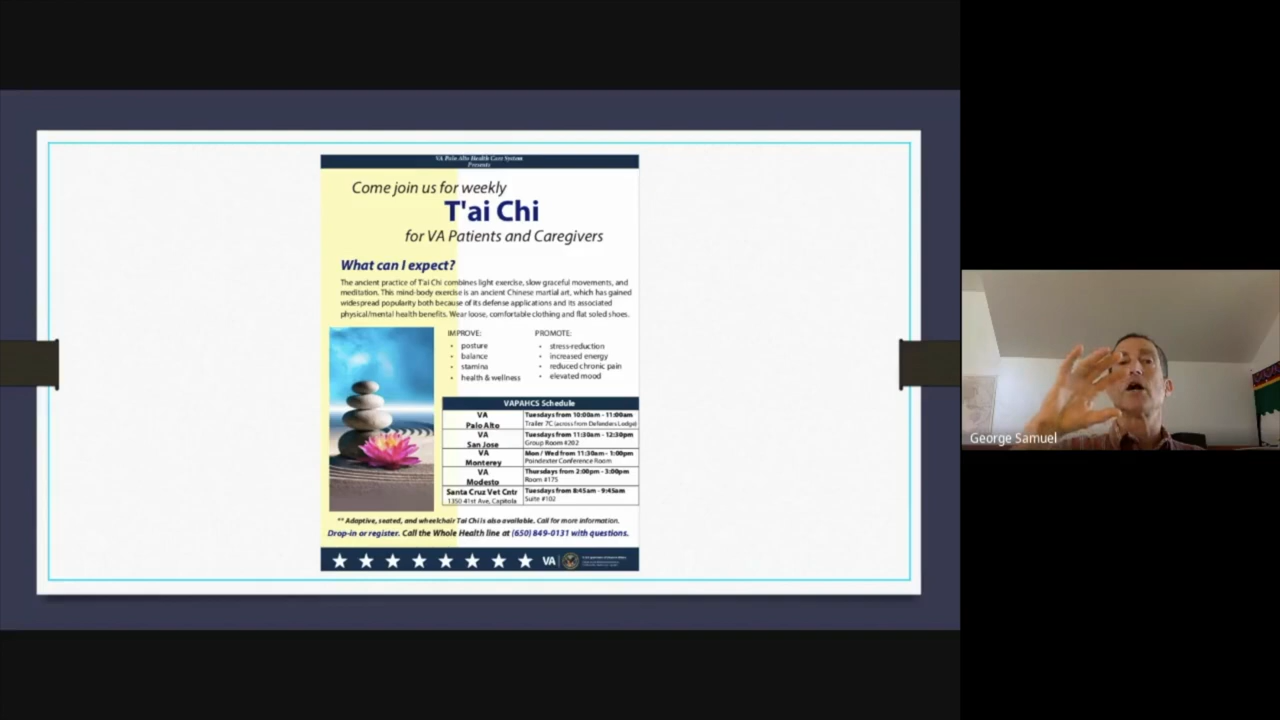 VA Palo Alto Health Care System
Presents
Come join us for weekly
T'ai Chi
for VA Patients and Caregivers
What can I expect?
The ancient practice of T'ai Chi combines light exercise, slow graceful movements, and
meditation. This mind-body exercise is an ancient Chinese martial art, which has gained
widespread popularity both because of its defense applications and its associated
physical/mental health benefits. Wear loose, comfortable clothing and flat soled shoes.
IMPROVE:
• posture
• balance
• stamina
• health & wellness
PROMOTE:
• stress-reduction
• increased energy
• reduced chronic pain
• elevated mood
VAPAHCS Schedule
VA
Palo Alto
Tuesdays from 10:00am - 11:00am
Trailer 7C (across from Defenders Lodge)
VA
San Jose
Tuesdays from 11:30am - 12:30pm
Group Room #202
VA
Monterey
Mon / Wed from 11:30am - 1:00pm
Poindexter Conference Room
VA
Modesto
Thursdays from 2:00pm - 3:00pm
Room #175
Santa Cruz Vet Cntr
1350 41st Ave, Capitola
Tuesdays from 8:45am - 9:45am
Suite #102
** Adaptive, seated, and wheelchair Tai Chi is also available. Call for more information.
Drop-in or register. Call the Whole Health line at (650) 849-0131 with questions.
VA
George Samuel